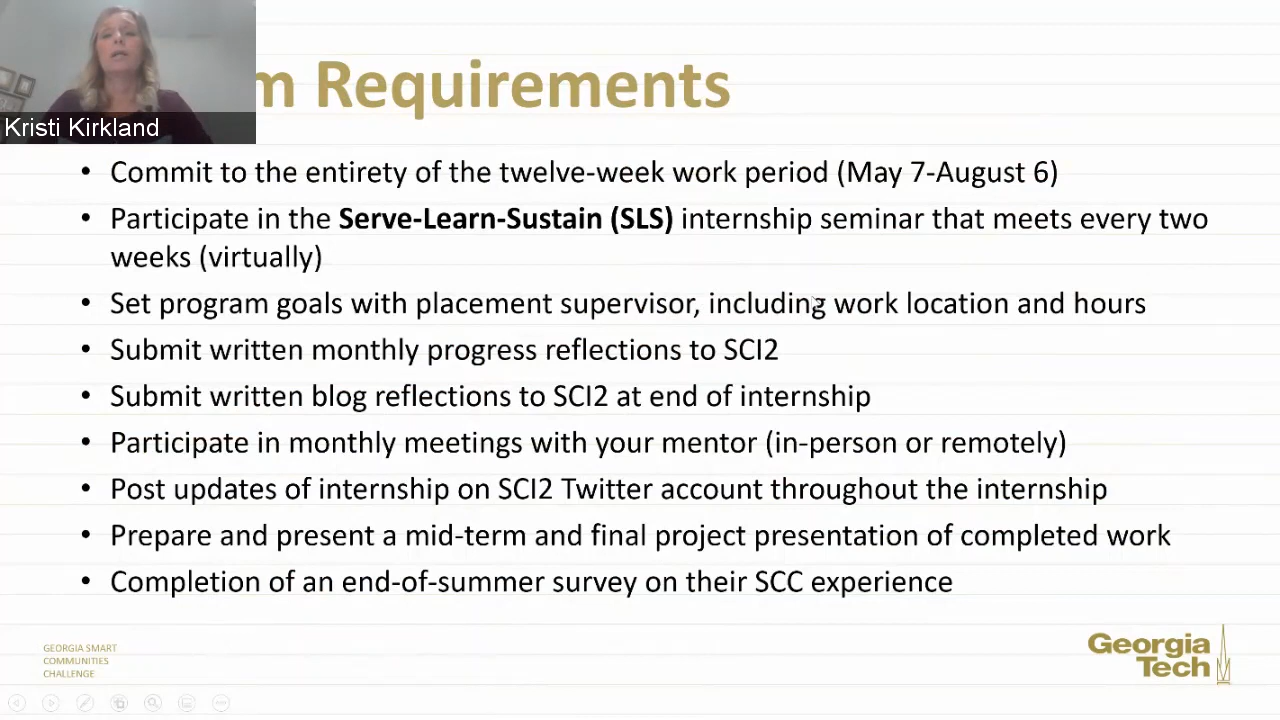 m Requirements
Kristi Kirkland
• Commit to the entirety of the twelve-week work period (May 7-August 6)
• Participate in the Serve-Learn-Sustain (SLS) internship seminar that meets every two
weeks (virtually)
• Set program goals with placement supervisor, including work location and hours
• Submit written monthly progress reflections to SCI2
• Submit written blog reflections to SCI2 at end of internship
• Participate in monthly meetings with your mentor (in-person or remotely)
• Post updates of internship on SCI2 Twitter account throughout the internship
• Prepare and present a mid-term and final project presentation of completed work
• Completion of an end-of-summer survey on their SCC experience
GEORGIA SMART
COMMUNITIES
CHALLENGE
Georgia
Tech